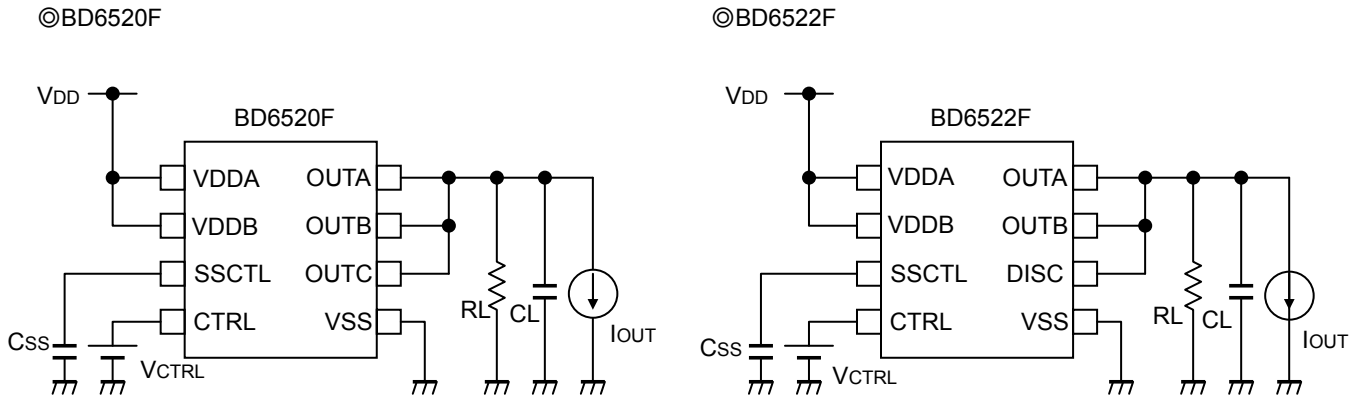 ◎BD6520F
VDD
BD6520F
VDDA OUTA
VDDB OUTB
SSCTL OUTC
CTRL VSS
CSS
VCTRL
RL
CL
IOUT
◎BD6522F
VDD
BD6522F
VDDA OUTA
VDDB OUTB
SSCTL DISC
CTRL VSS
CSS
VCTRL
RL
CL
IOUT